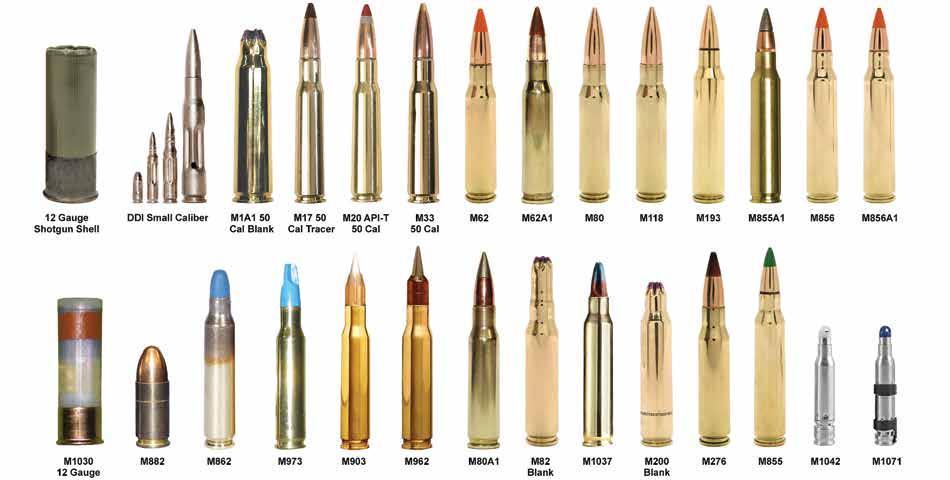 12 Gauge
Shotgun Shell
DDI Small Caliber
M1A1 50
Cal Blank
M17 50
Cal Tracer
M20 API-T
50 Cal
M33
50 Cal
M62
M62A1
M80
M118
M193
M855A1
M856
M856A1
M1030
12 Gauge
M882
M862
M973
M903
M962
M80A1
M82
Blank
M1037
M200
Blank
M276
M855
M1042
M1071